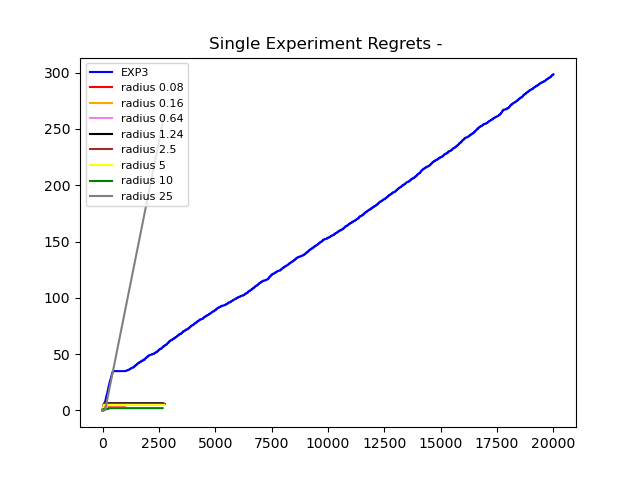 Single Experiment Regrets -
300
250
200
150
100
50
0
EXP3
radius 0.08
radius 0.16
radius 0.64
radius 1.24
radius 2.5
radius 5
radius 10
radius 25
0 2500 5000 7500 10000 12500 15000 17500 20000